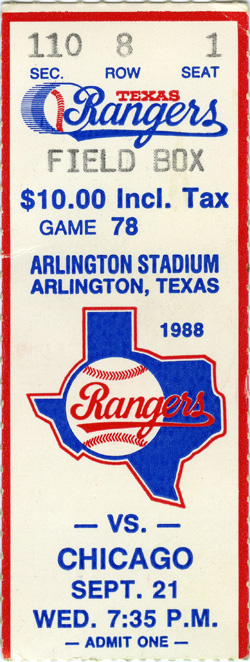 110 8 1
SEC. ROW SEAT
TEXAS
Rangers
FIELD BOX
$10.00 Incl. Tax
GAME 78
ARLINGTON STADIUM
ARLINGTON, TEXAS
1988
Rangers
— VS. —
CHICAGO
SEPT. 21
WED. 7:35 P.M.
— ADMIT ONE —